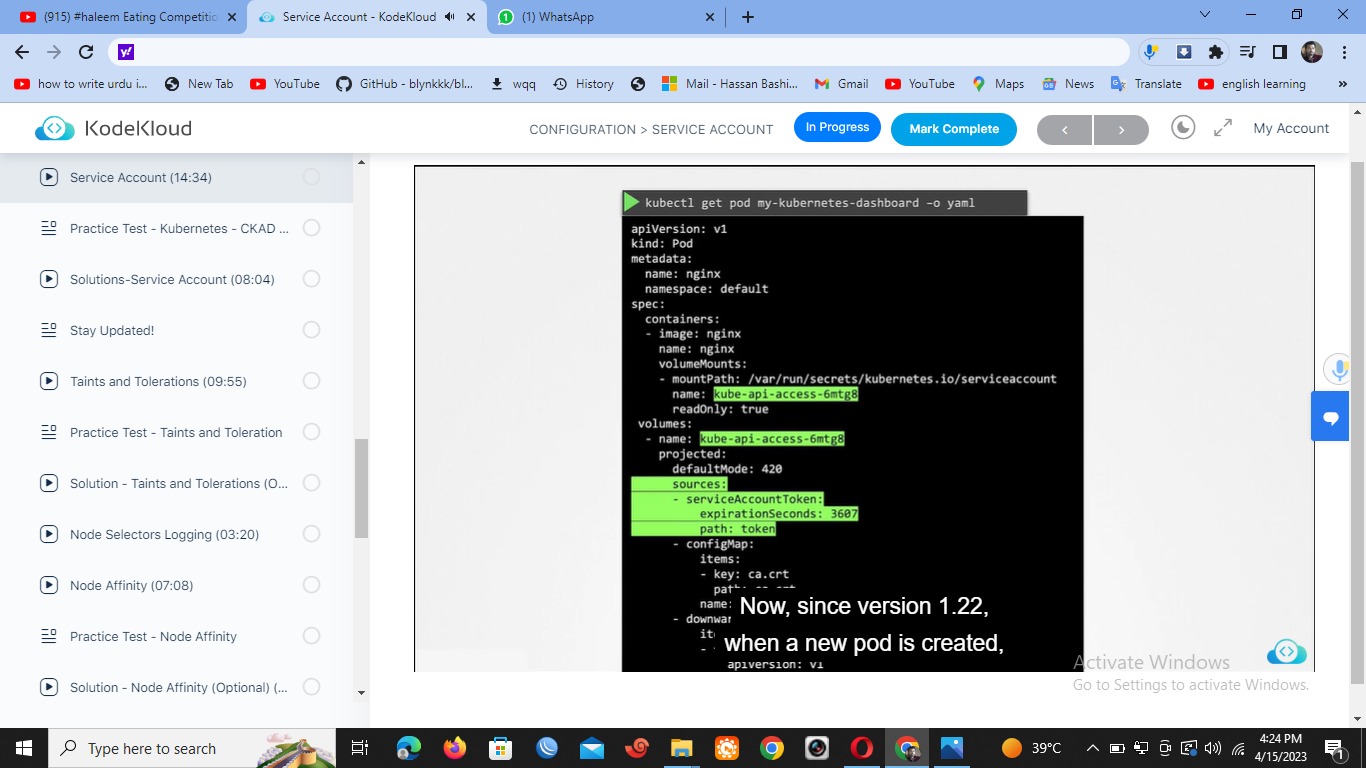 (915) #haleem Eating Competitio
Service Account - KodeKloud
(1) WhatsApp
how to write urdu i...
New Tab
YouTube
GitHub - blynkkk/bl...
wqq
History
Mail - Hassan Bashi...
Gmail
YouTube
Maps
News
Translate
english learning
»
KodeKloud
CONFIGURATION > SERVICE ACCOUNT
In Progress
Mark Complete
<
>
My Account
Service Account (14:34)
Practice Test - Kubernetes - CKAD ...
Solutions-Service Account (08:04)
Stay Updated!
Taints and Tolerations (09:55)
Practice Test - Taints and Toleration
Solution - Taints and Tolerations (O...
Node Selectors Logging (03:20)
Node Affinity (07:08)
Practice Test - Node Affinity
Solution - Node Affinity (Optional) (...
kubectl get pod my-kubernetes-dashboard –o yaml
apiVersion: v1
kind: Pod
metadata:
name: nginx
namespace: default
spec:
containers:
- image: nginx
name: nginx
volumeMounts:
- mountPath: /var/run/secrets/kubernetes.io/serviceaccount
name: kube-api-access-6mtg8
readOnly: true
volumes:
- name: kube-api-access-6mtg8
projected:
defaultMode: 420
sources:
- serviceAccountToken:
expirationSeconds: 3607
path: token
- configMap:
items:
- key: ca.crt
name:
Now, since version 1.22,
when a new pod is created,
apiVersion: v1
Activate Windows
Go to Settings to activate Windows.
Type here to search
39°C
4:24 PM
4/15/2023
1